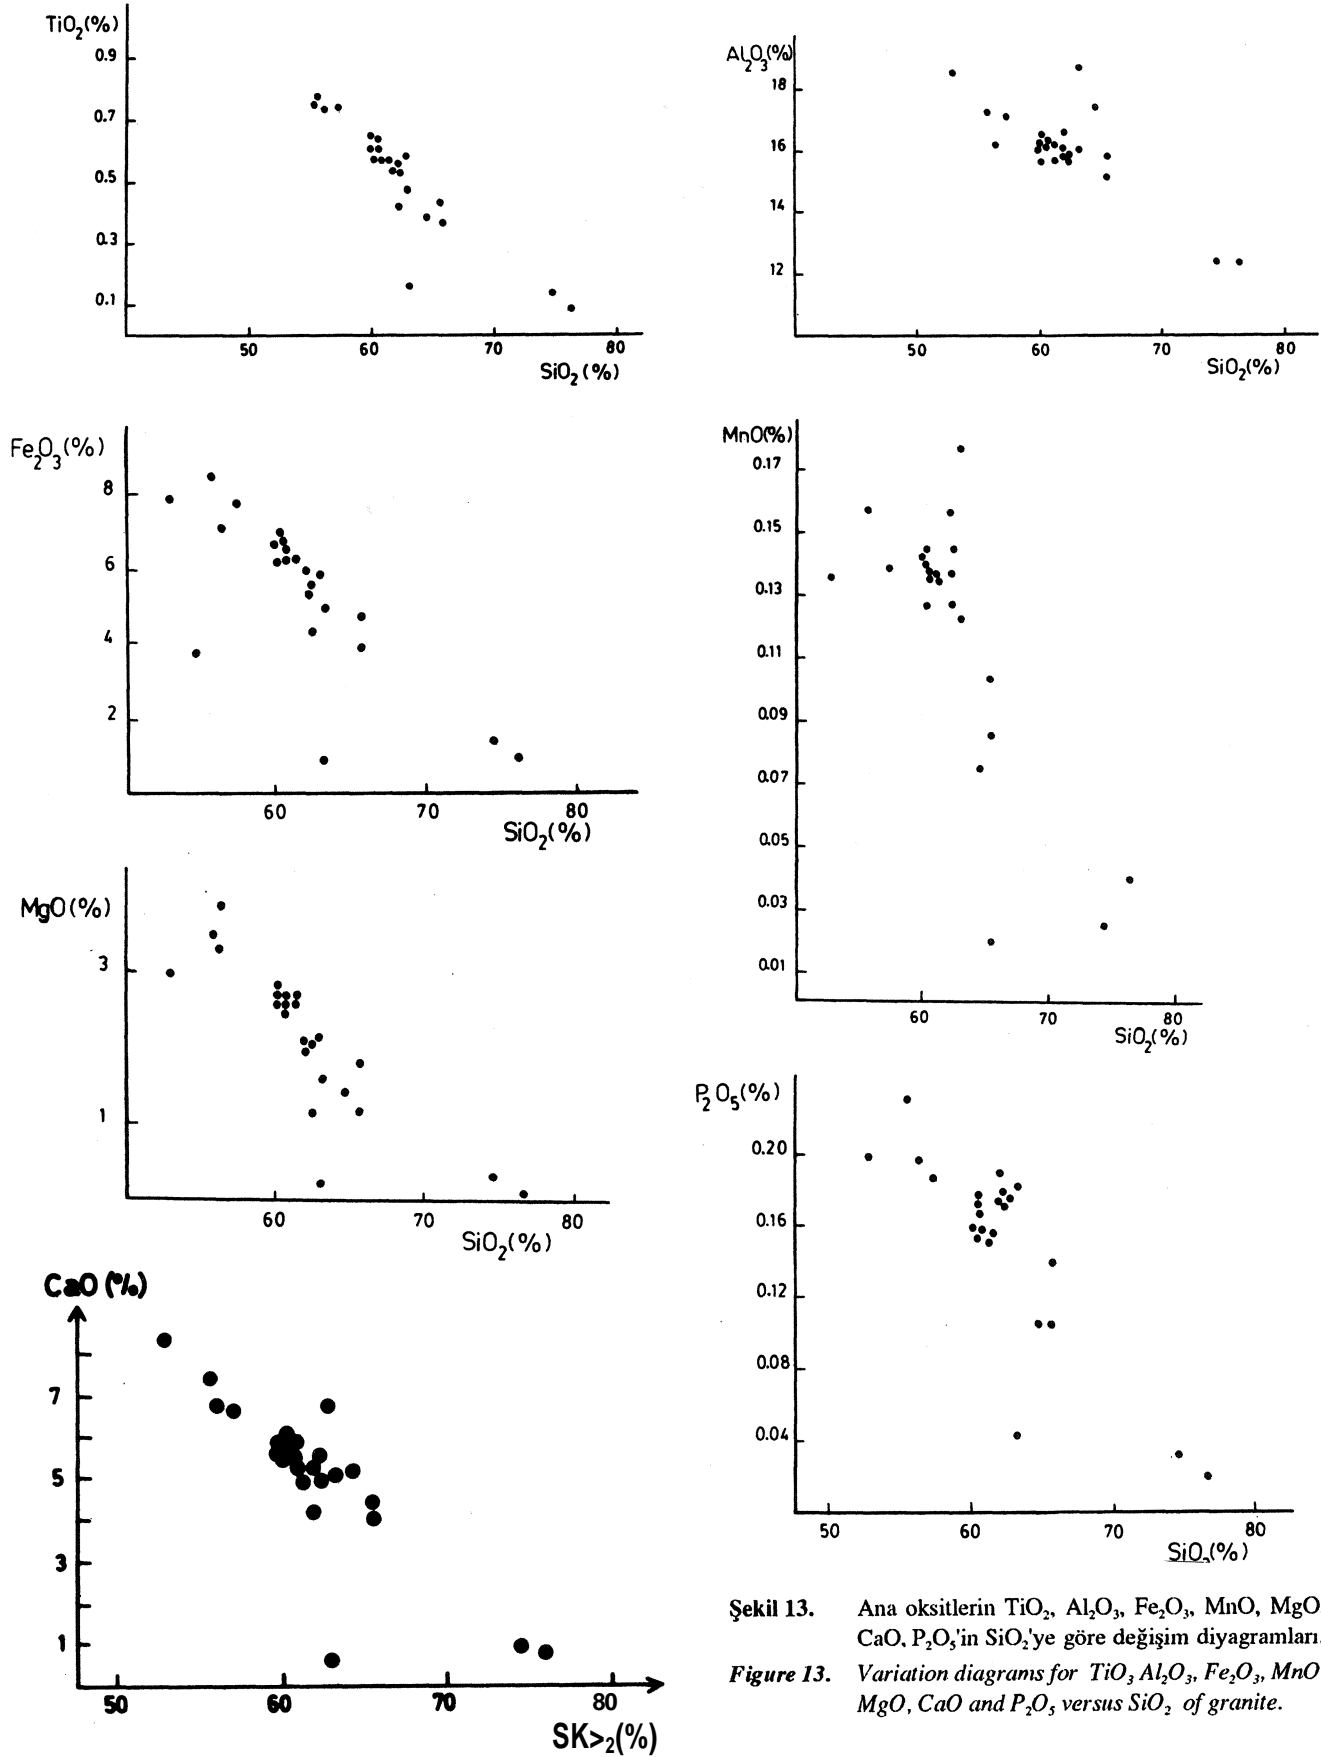 TiO2(%)
0.9
0.7
0.5
0.3
0.1
50 60 70 80
SiO2(%)
Al2O3(%)
18
16
14
12
50 60 70 80
SiO2(%)
Fe2O3(%)
8
6
4
2
60 70 80
SiO2(%)
MnO(%)
0.17
0.15
0.13
0.11
0.09
0.07
0.05
0.03
0.01
60 70 80
SiO2(%)
MgO(%)
3
1
60 70 80
SiO2(%)
P2O5(%)
0.20
0.16
0.12
0.08
0.04
50 60 70 80
SiO2(%)
CaO(%)
7
5
3
1
50 60 70 80
SK>2(%)
Şekil 13. Ana oksitlerin TiO2, Al2O3, Fe2O3, MnO, MgO
CaO, P2O5'in SiO2'ye göre değişim diyagramları.
Figure 13. Variation diagrams for TiO3 Al2O3, Fe2O3, MnO
MgO, CaO and P2O5 versus SiO2 of granite.